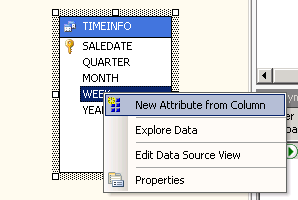 TIMEINFO
SALEDATE
QUARTER
MONTH
WEEK
New Attribute from Column
Explore Data
Edit Data Source View
Properties